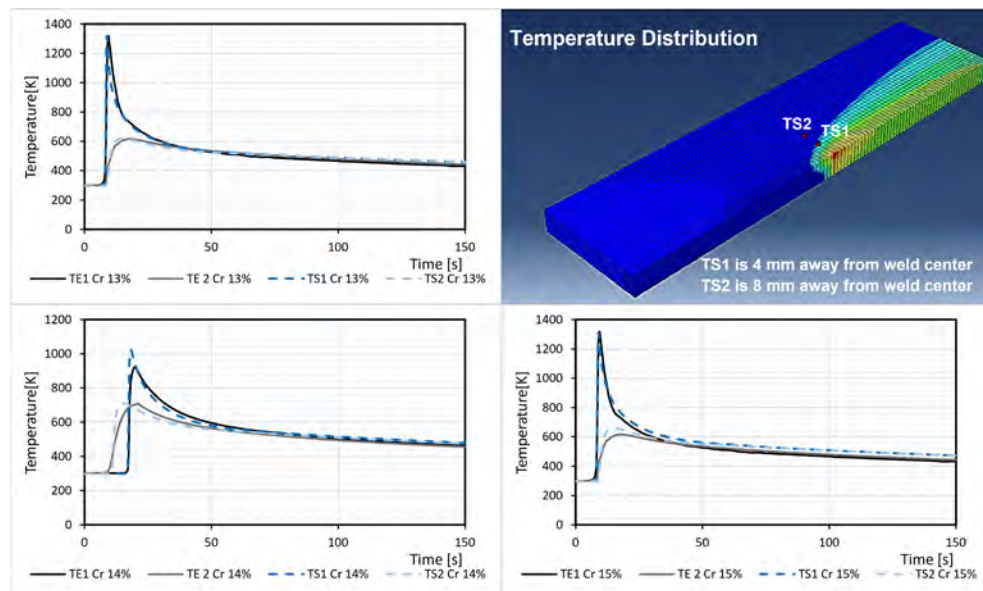 1400
1200
1000
800
600
400
200
0
Temperature[K]
0 50 100 150
Time [s]
TE1 Cr 13% TE 2 Cr 13% TS1 Cr 13% TS2 Cr 13%
Temperature Distribution
TS2
TS1
TS1 is 4 mm away from weld center
TS2 is 8 mm away from weld center
1200
1000
800
600
400
200
0
Temperature[K]
0 50 100 150
Time [s]
TE1 Cr 14% TE 2 Cr 14% TS1 Cr 14% TS2 Cr 14%
1400
1200
1000
800
600
400
200
0
Temperature[K]
0 50 100 150
Time [s]
TE1 Cr 15% TE 2 Cr 15% TS1 Cr 15% TS2 Cr 15%